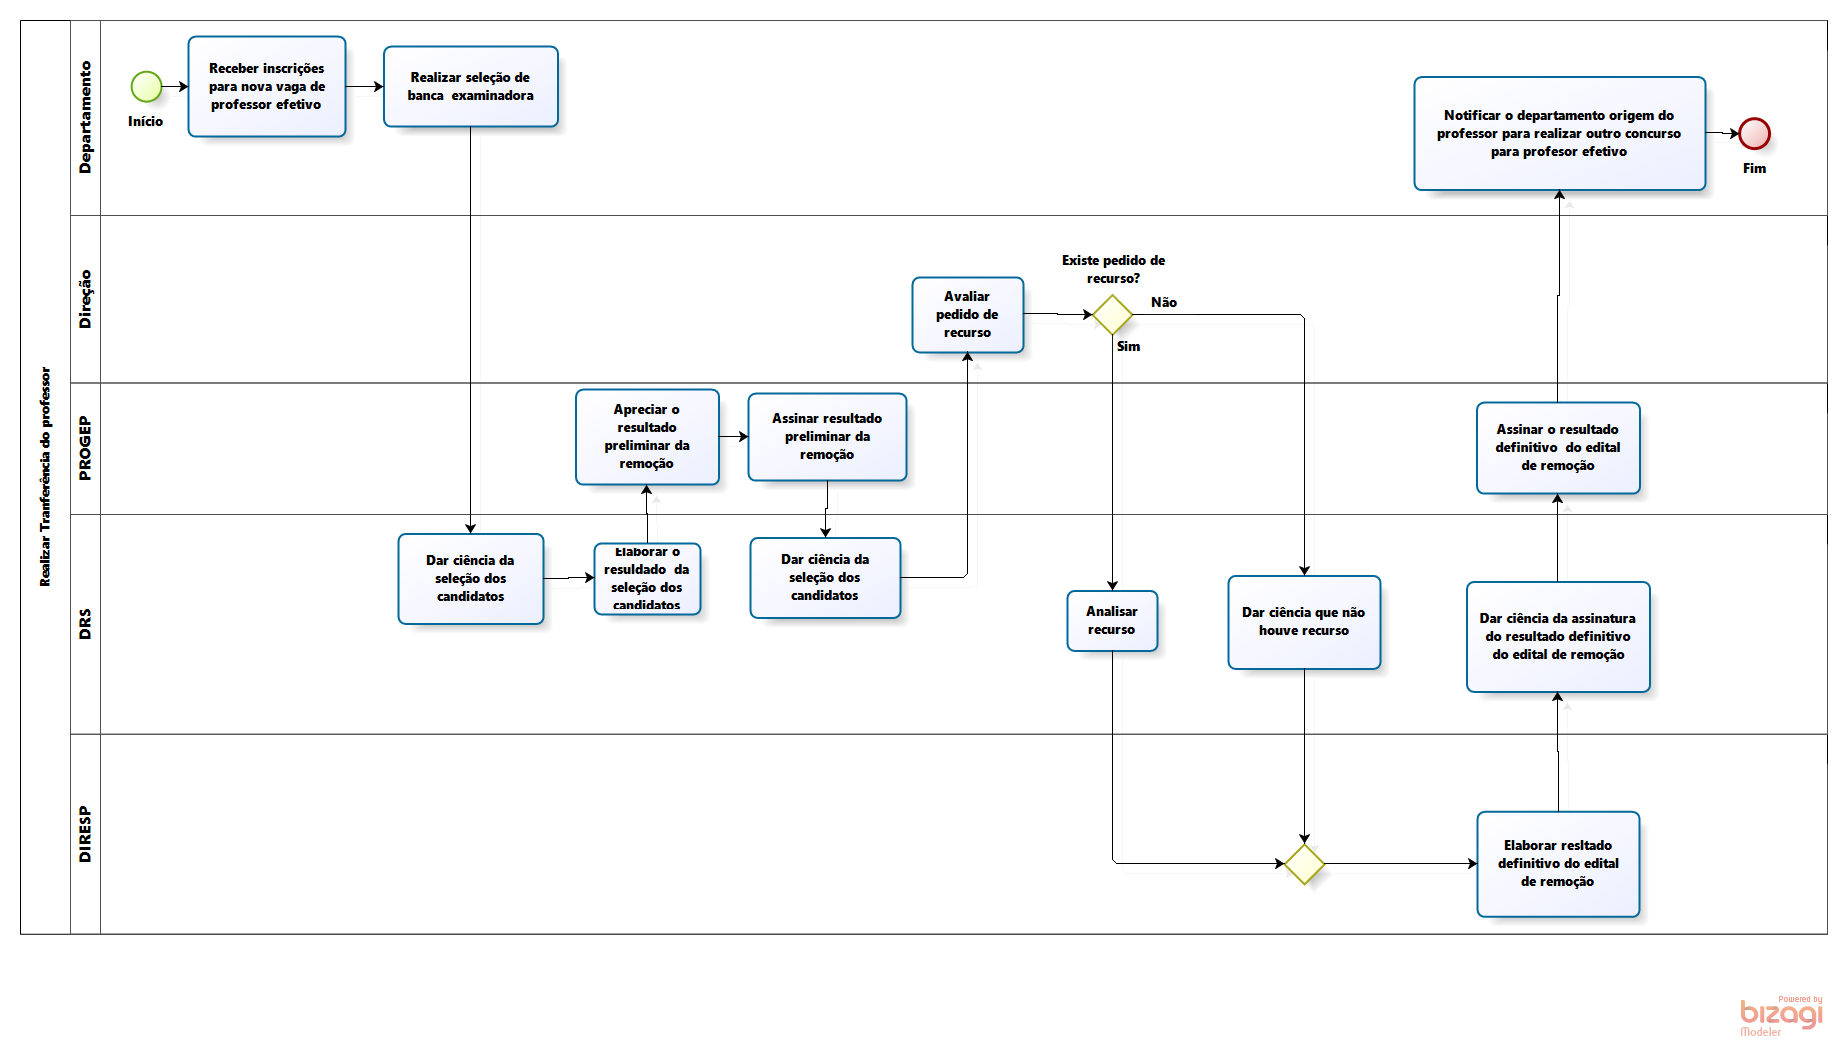 Realizar Tranferência do professor
Departamento
Início
Receber inscrições
para nova vaga de
professor efetivo
Realizar seleção de
banca examinadora
Notificar o departamento origem do
professor para realizar outro concurso
para profesor efetivo
Fim
Direção
Avaliar
pedido de
recurso
Existe pedido de
recurso?
Não
Sim
PROGEP
Apreciar o
resultado
preliminar da
remoção
Assinar resultado
preliminar da
remoção
Assinar o resultado
definitivo do edital
de remoção
DRS
Dar ciência da
seleção dos
candidatos
Elaborar o
resuldado da
seleção dos
candidatos
Dar ciência da
seleção dos
candidatos
Analisar
recurso
Dar ciência que não
houve recurso
Dar ciência da assinatura
do resultado definitivo
do edital de remoção
DIRESP
Elaborar resltado
definitivo do edital
de remoção
Powered by
bizagi
Modeler